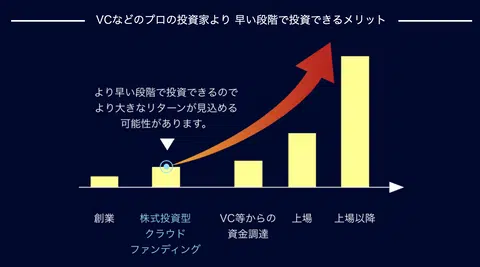 VCなどのプロの投資家より 早い段階で投資できるメリット
より早い段階で投資できるので
より大きなリターンが見込める
可能性があります。
創業
株式投資型
クラウド
ファンディング
VC等からの
資金調達
上場
上場以降